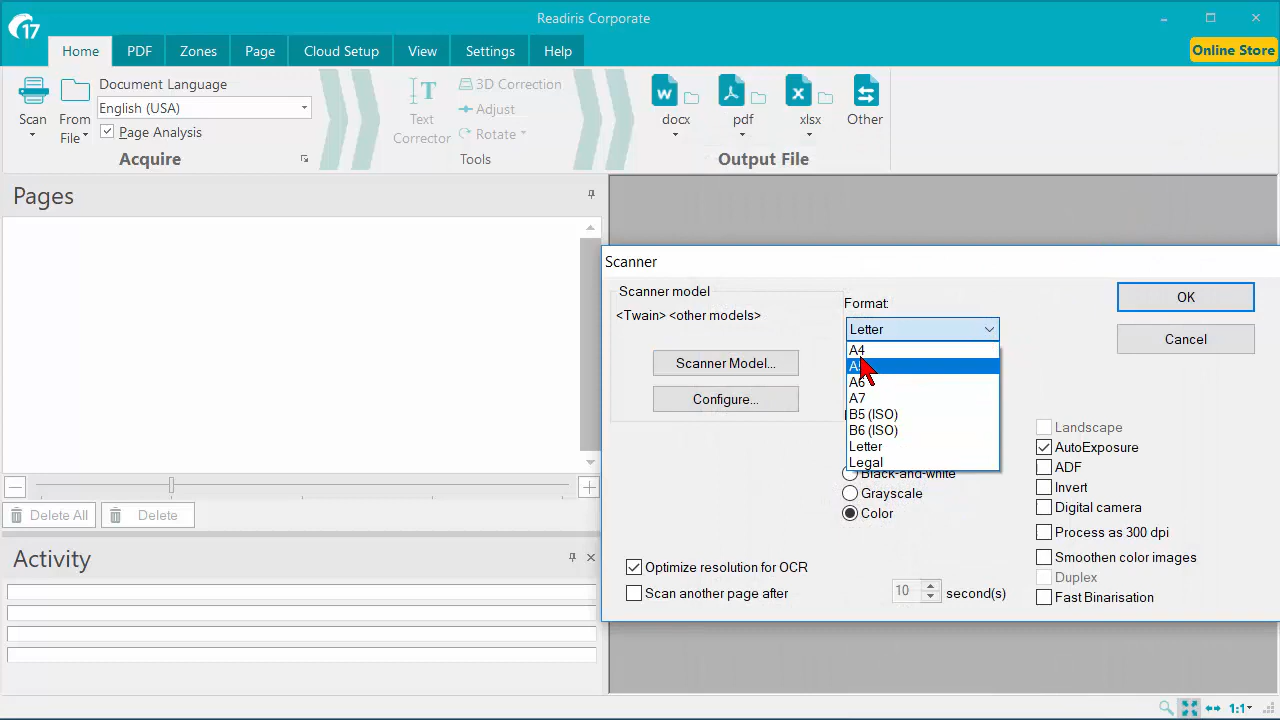 17
Readiris Corporate
Home
PDF
Zones
Page
Cloud Setup
View
Settings
Help
Online Store
Scan
From
File
Document Language
English (USA)
Page Analysis
Acquire
Text
Corrector
3D Correction
Adjust
Rotate
Tools
docx
pdf
xlsx
Other
Output File
Pages
Delete All
Delete
Activity
Scanner
Scanner model
<Twain> <other models>
Scanner Model...
Configure...
Format:
Letter
A4
A6
A7
B5 (ISO)
B6 (ISO)
Letter
Legal
Black-and-white
Grayscale
Color
OK
Cancel
Landscape
AutoExposure
ADF
Invert
Digital camera
Process as 300 dpi
Smoothen color images
Duplex
Fast Binarisation
Optimize resolution for OCR
Scan another page after
10
second(s)
1:1